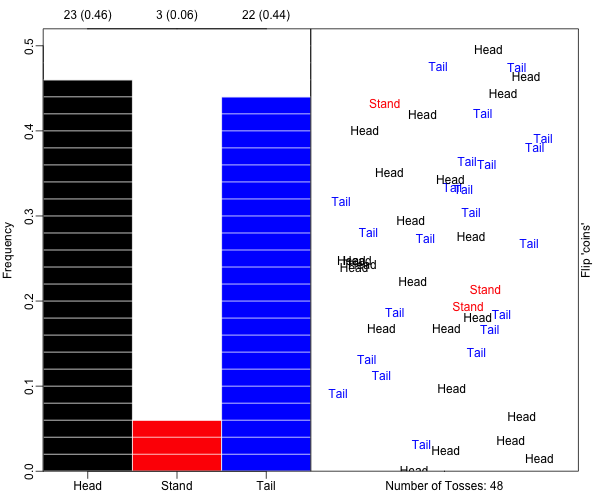 23 (0.46) 3 (0.06) 22 (0.44)
0.5
0.4
0.3
0.2
0.1
0.0
Frequency
Head Stand Tail
Head
Tail
Tail
Head
Head
Stand
Head
Tail
Head
Tail
Tail
Tail
Tail
Head
Head
Tail
Tail
Tail
Tail
Head
Tail
Tail
Head
Tail
Head
Head
Head
Head
Head
Stand
Stand
Tail
Tail
Head
Head
Head
Tail
Tail
Tail
Tail
Head
Tail
Head
Tail
Head
Head
Head
Head
Flip 'coins'
Number of Tosses: 48